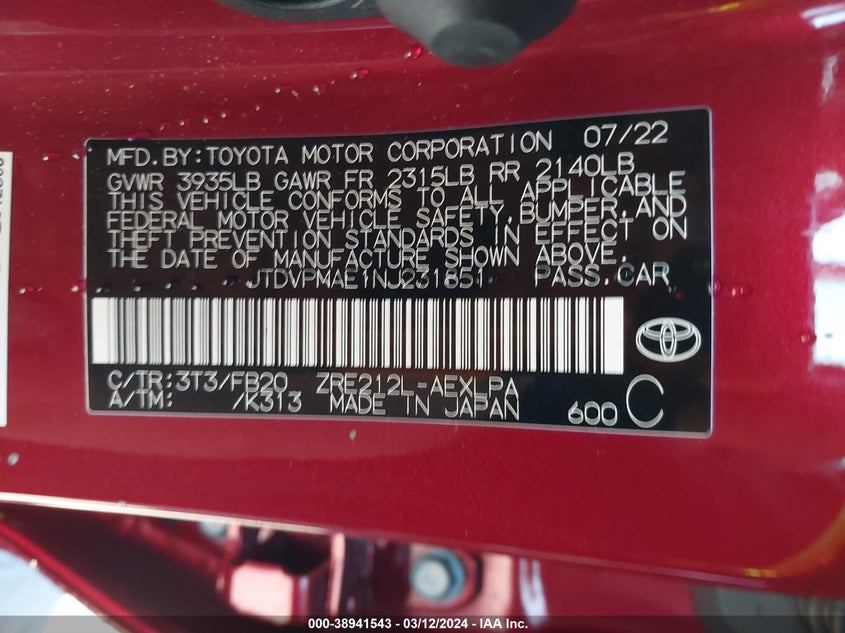 MFD.BY:TOYOTA MOTOR CORPORATION 07/22
GVWR 3935LB GAWR FR 2315LB RR 2140LB
THIS VEHICLE CONFORMS TO ALL APPLICABLE
FEDERAL MOTOR VEHICLE SAFETY,BUMPER,AND
THEFT PREVENTION STANDARDS IN EFFECT ON
THE DATE OF MANUFACTURE SHOWN ABOVE.
JTDVPMAE1NJ231851 PASS.CAR
C/TR:3T3/FB20 ZRE212L-AEXLPA
A/TM: /K313 MADE IN JAPAN 600 C
000-38941543 - 03/12/2024 - IAA Inc.